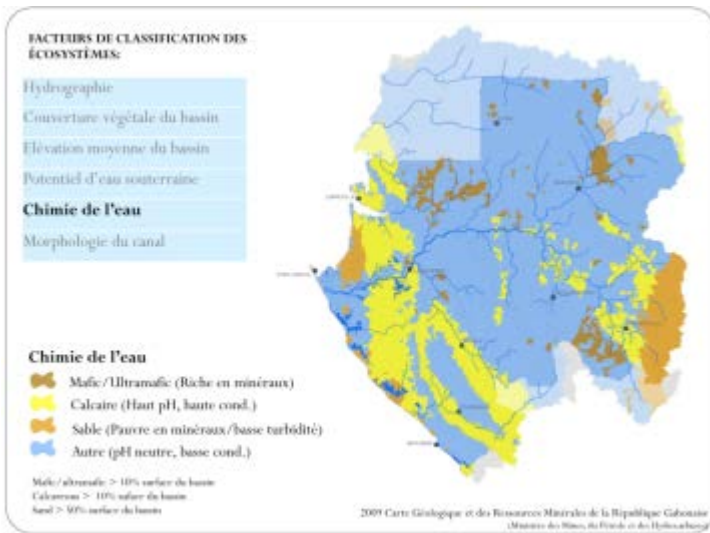 FACTEURS DE CLASSIFICATION DES
ÉCOSYSTÈMES:
Hydrographie
Couverture végétale du bassin
Elévation moyenne du bassin
Potentiel d'eau souterraine
Chimie de l'eau
Morphologie du canal
Chimie de l'eau
Mafic/Ultramafic (Riche en minéraux)
Calcaire (Haut pH, haute cond.)
Sable (Pauvre en minéraux/basse turbidité)
Autre (pH neutre, basse cond.)
Mafic/ultramafic > 10% surface du bassin
Calcareous > 10% surface du bassin
Sand > 50% surface du bassin
2009 Carte Géologique et des Ressources Minérales de la République Gabonaise
(Ministère des Mines, du Pétrole et des Hydrocarbures)